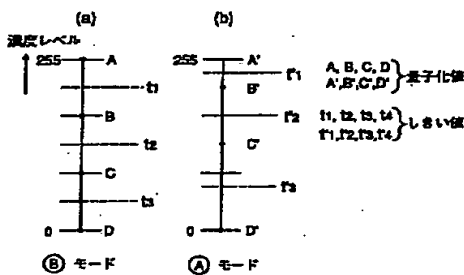 (a)
(b)
濃度レベル
255 A
t1
B
t2
C
t3
0 D
Ⓑ モード
255 A'
t'1
B'
t'2
C'
t'3
0 D'
Ⓐ モード
A, B, C, D
A',B',C',D'
量子化値
t1, t2, t3, t4
t'1,t'2,t'3,t'4
しきい値